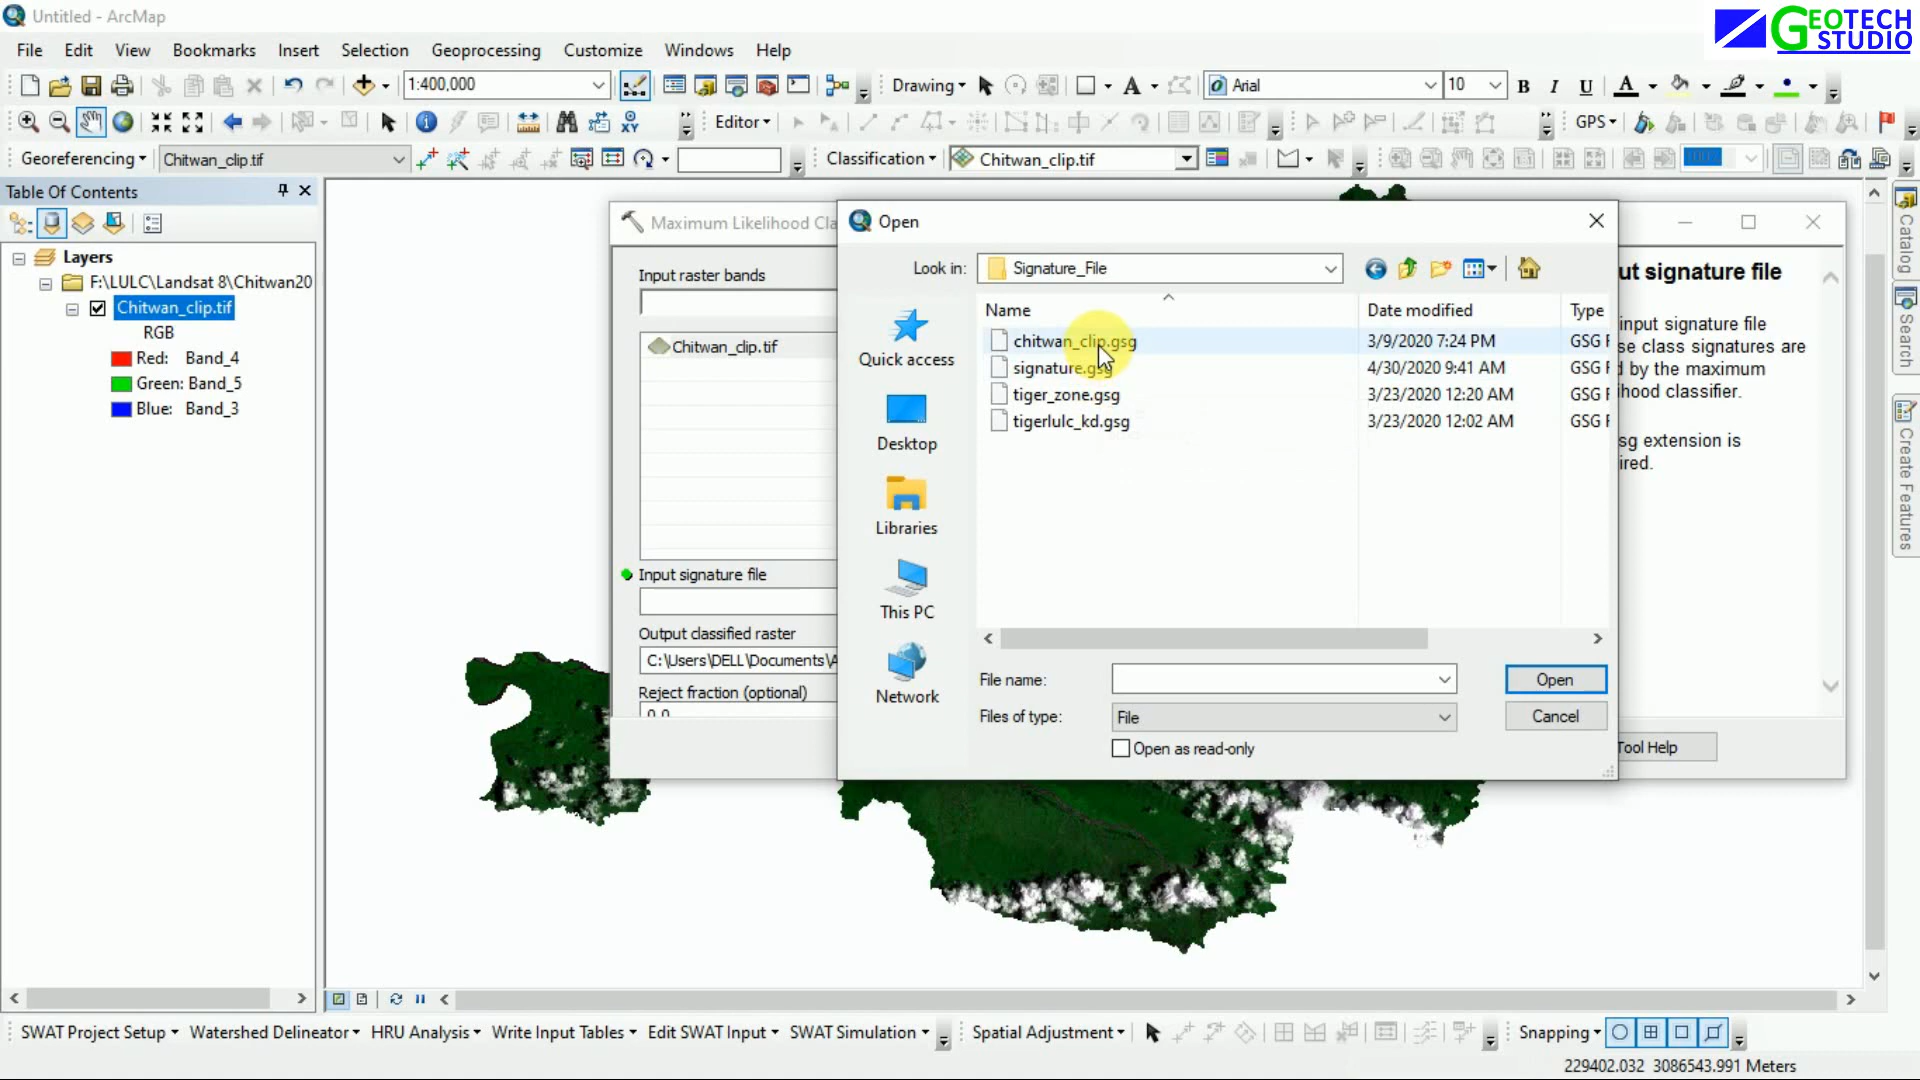 Untitled - ArcMap
GEOTECH
STUDIO
File Edit View Bookmarks Insert Selection Geoprocessing Customize Windows Help
1:400,000 Drawing Arial 10 B I U A
Editor GPS
Georeferencing Chitwan_clip.tif Classification Chitwan_clip.tif
Table Of Contents
Layers
F:\LULC\Landsat 8\Chitwan20
Chitwan_clip.tif
RGB
Red: Band_4
Green: Band_5
Blue: Band_3
Maximum Likelihood Cla
Input raster bands
Chitwan_clip.tif
Input signature file
Output classified raster
C:\Users\DELL\Documents\A
Reject fraction (optional)
0.0
Open
Look in: Signature_File
Quick access
Desktop
Libraries
This PC
Network
Name Date modified Type
chitwan_clip.gsg 3/9/2020 7:24 PM GSG F
signature.gsg 4/30/2020 9:41 AM GSG F
tiger_zone.gsg 3/23/2020 12:20 AM GSG F
tigerlulc_kd.gsg 3/23/2020 12:02 AM GSG F
File name: Open
Files of type: File Cancel
Open as read-only
ut signature file
input signature file
se class signatures are
d by the maximum
hood classifier.
sg extension is
ired.
Tool Help
Catalog
Search
Create Features
SWAT Project Setup Watershed Delineator HRU Analysis Write Input Tables Edit SWAT Input SWAT Simulation Spatial Adjustment Snapping
229402.032 3086543.991 Meters